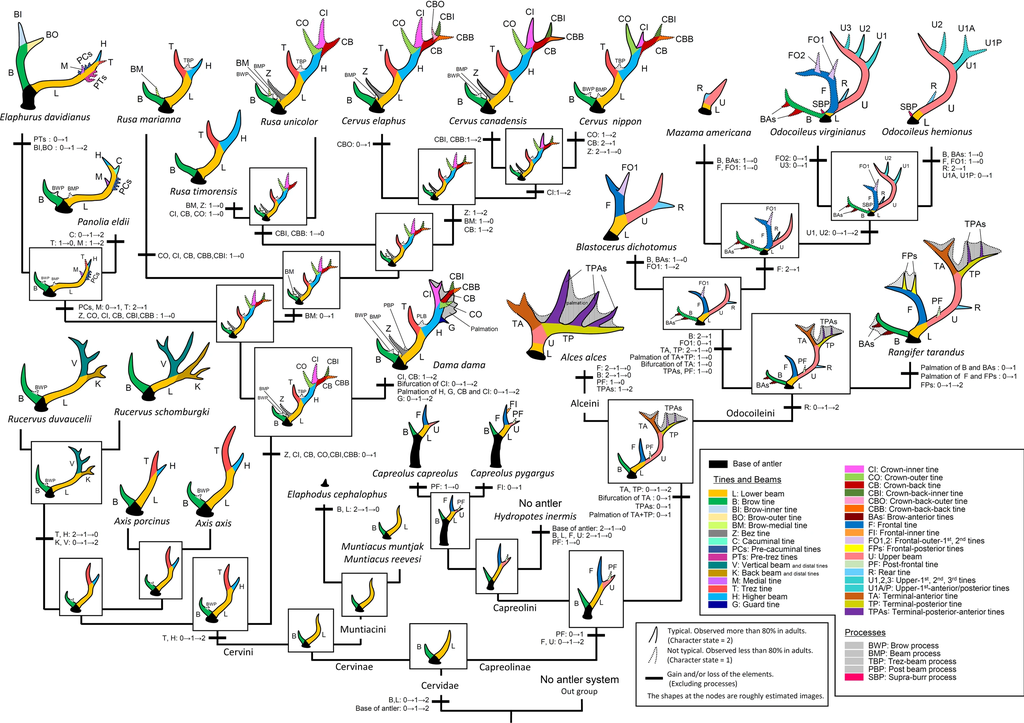 BI
BO
B
M
PCs
H
T
PTs
L
Elaphurus davidianus
PTs : 0→1
BI,BO : 0→1 →2
BM
T
TBP
H
B
L
Rusa marianna
T
H
B
L
Rusa timorensis
BM, Z: 1→0
CI, CB, CO: 1→0
CI
CO
CB
T
TBP
H
BM
BWP
BMP
Z
B
L
Rusa unicolor
CBI, CBB: 1→0
CBO
CI
CBI
CO
CBB
CB
T
H
Z
BWP
BMP
B
L
Cervus elaphus
CBO: 0→1
CI
CBI
CO
CBB
CB
T
H
Z
BWP
BMP
B
L
Cervus canadensis
CBI, CBB:1→2
CI
CO
CBB
CB
T
TBP
H
BWP
BMP
B
L
Cervus nippon
CO: 1→2
CB: 2→1
Z: 2→1→0
CI:1→2
Z: 1→2
BM: 1→0
CB: 1→2
CO, CI, CB, CBB,CBI: 1→0
BM
BM: 0→1
H
C
M
PCs
BWP
BMP
B
L
Panolia eldii
C: 0→1→2
T: 1→0, M : 1→2
PCs, M: 0→1, T: 2→1
Z, CO, CI, CB, CBI,CBB: 1→0
CI
CBI
CBB
CB
CO
Palmation
G
H
PLB
T
PBP
BWP
BMP
Z
B
L
Dama dama
CI, CB: 1→2
Bifurcation of CI: 0→1→2
Palmation of H, G, CB and CI: 0→1→2
G: 0→1→2
Z, CI, CB, CO,CBI,CBB: 0→1
V
K
BWP
B
L
Rucervus duvaucelii
V
K
B
L
Rucervus schomburgki
T, H: 2→1→0
K, V: 0→1→2
T
H
B
L
Axis porcinus
T
H
B
L
Axis axis
T, H: 0→1→2
Cervini
Elaphodus cephalophus
B, L: 2→1→0
B
L
Muntiacus muntjak
Muntiacus reevesi
Muntiacini
Cervinae
F
U
B
L
Capreolus capreolus
PF: 1→0
FI
PF
F
U
B
L
Capreolus pygargus
FI: 0→1
No antler
Hydropotes inermis
Base of antler: 2→1→0
B, L, F, U: 2→1→0
PF: 1→0
Capreolini
PF: 0→1
F, U: 0→1→2
Capreolinae
Cervidae
B,L: 0→1→2
Base of antler: 0→1→2
No antler system
Out group
R
U
Mazama americana
B, BAs: 1→0
F, FO1: 1→0
U3
U2
U1
FO1
FO2
F
R
U
SBP
BAs
B
L
Odocoileus virginianus
FO2: 0→1
U3: 0→1
U2
U1A
U1P
U1
R
U
SBP
L
Odocoileus hemionus
B, BAs: 1→0
F, FO1: 1→0
R: 2→1
U1A, U1P: 0→1
U1, U2: 0→1→2
F: 2→1
FO1
F
U
R
L
Blastocerus dichotomus
B, BAs: 1→0
FO1: 1→2
B: 2→1
FO1: 0→1
TA, TP: 2→1→0
Palmation of TA+TP: 1→0
Bifurcation of TA: 1→0
TPAs, PF: 1→0
TPAs
palmation
TA
TP
U
L
Alces alces
F: 2→1→0
B: 2→1→0
PF: 1→0
TPAs: 1→2
Alceini
TPAs
TA
TP
FPs
PF
R
F
U
B
L
BAs
Rangifer tarandus
Palmation of B and BAs: 0→1
Palmation of F and FPs: 0→1
FPs: 0→1→2
R: 0→1→2
Odocoileini
TA, TP: 0→1→2
Bifurcation of TA : 0→1
TPAs: 0→1
Palmation of TA+TP: 0→1
Base of antler
Tines and Beams
L: Lower beam
B: Brow tine
BI: Brow-inner tine
BO: Brow-outer tine
BM: Brow-medial tine
Z: Bez tine
C: Cacuminal tine
PCs: Pre-cacuminal tines
PTs: Pre-trez tines
V: Vertical beam and distal tines
K: Back beam and distal tines
M: Medial tine
T: Trez tine
H: Higher beam
G: Guard tine
CI: Crown-inner tine
CO: Crown-outer tine
CB: Crown-back tine
CBI: Crown-back-inner tine
CBO: Crown-back-outer tine
CBB: Crown-back-back tine
BAs: Brow-anterior tines
F: Frontal tine
FI: Frontal-inner tine
FO1,2: Frontal-outer-1st, 2nd tines
FPs: Frontal-posterior tines
U: Upper beam
PF: Post-frontal tine
R: Rear tine
U1,2,3: Upper-1st, 2nd, 3rd tines
U1A/P: Upper-1st-anterior/posterior tines
TA: Terminal-anterior tine
TP: Terminal-posterior tine
TPAs: Terminal-posterior-anterior tines
Processes
BWP: Brow process
BMP: Beam process
TBP: Trez-beam process
PBP: Post beam process
SBP: Supra-burr process
Typical. Observed more than 80% in adults.
(Character state = 2)
Not typical. Observed less than 80% in adults.
(Character state = 1)
Gain and/or loss of the elements.
(Excluding processes)
The shapes at the nodes are roughly estimated images.